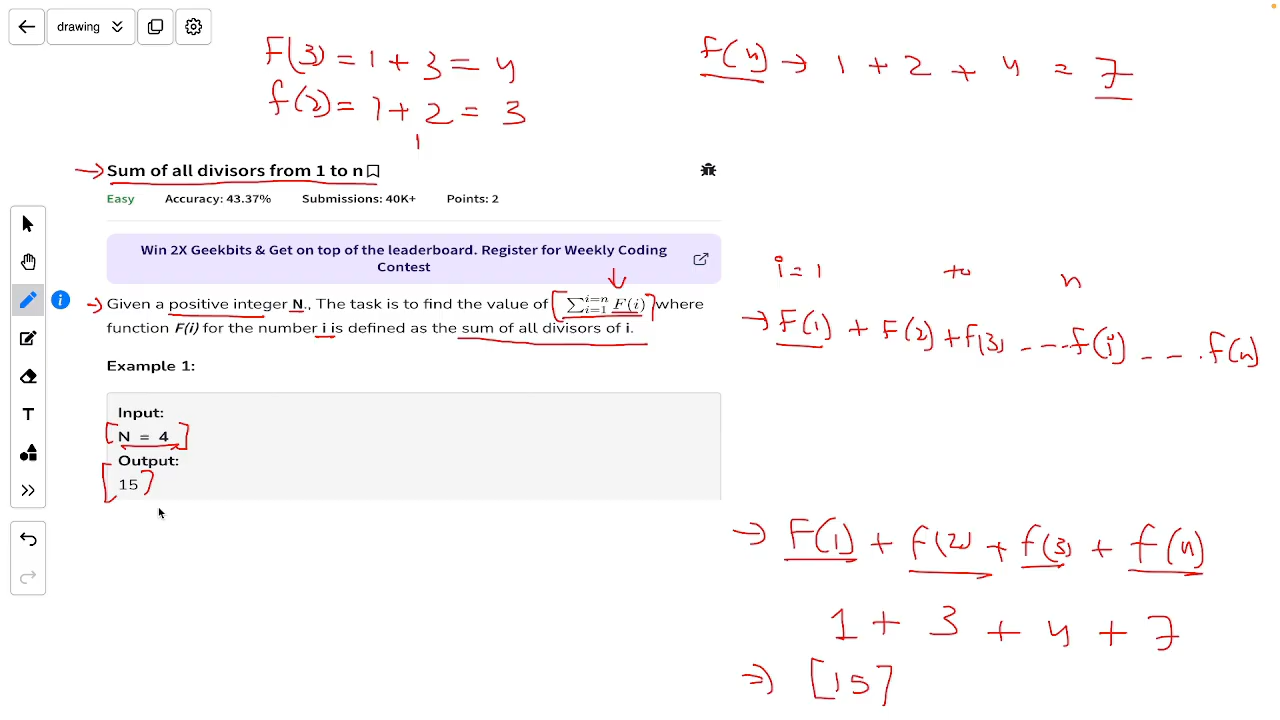 drawing
F(3) = 1 + 3 = 4
f(2) = 1 + 2 = 3
1
F(4) → 1 + 2 + 4 = 7
→ Sum of all divisors from 1 to n
Easy Accuracy: 43.37% Submissions: 40K+ Points: 2
Win 2X Geekbits & Get on top of the leaderboard. Register for Weekly Coding
Contest
→ Given a positive integer N., The task is to find the value of [∑_{i=1}^{i=n} F(i)] where
function F(i) for the number i is defined as the sum of all divisors of i.
Example 1:
Input:
[N = 4]
Output:
[15]
T
i = 1 to n
→ F(1) + F(2) + f(3) - - - f(i) - - . f(n)
→ F(1) + f(2) + f(3) + f(4)
1 + 3 + 4 + 7
⇒ [15]